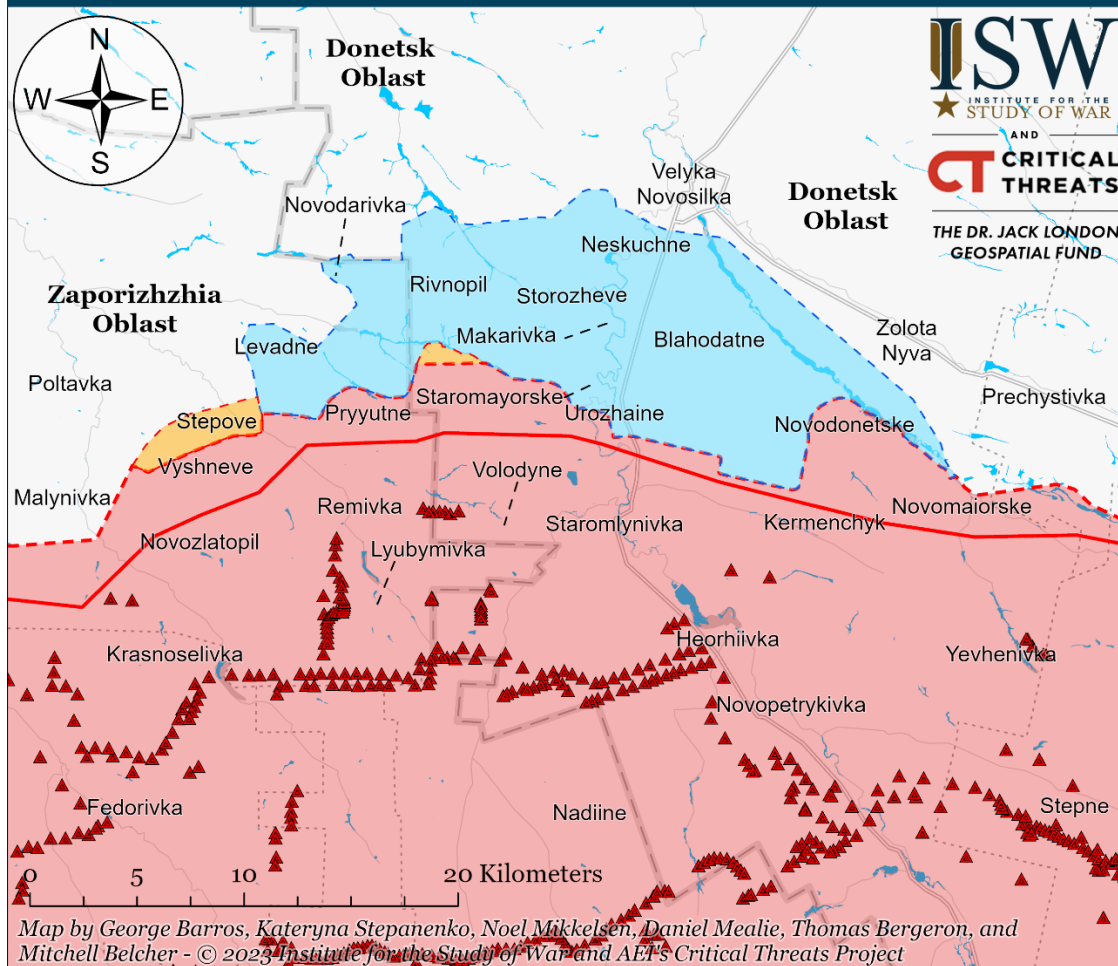 N
W
E
S
Donetsk
Oblast
ISW
INSTITUTE FOR THE
STUDY OF WAR
AND
CT CRITICAL
THREATS
THE DR. JACK LONDON
GEOSPATIAL FUND
Velyka
Novosilka
Donetsk
Oblast
Novodarivka
Neskuchne
Rivnopil
Storozheve
Zaporizhzhia
Oblast
Makarivka
Blahodatne
Zolota
Nyva
Levadne
Poltavka
Staromayorske
Prechystivka
Stepove
Pryyutne
Urozhaine
Novodonetske
Vyshneve
Volodyne
Malynivka
Remivka
Novomaiorske
Staromlynivka
Kermenchyk
Novozlatopil
Lyubymivka
Krasnoselivka
Heorhiivka
Yevhenivka
Novopetrykivka
Fedorivka
Nadiine
Stepne
0 5 10 20 Kilometers
Map by George Barros, Kateryna Stepanenko, Noel Mikkelsen, Daniel Mealie, Thomas Bergeron, and
Mitchell Belcher - © 2023 Institute for the Study of War and AEI's Critical Threats Project